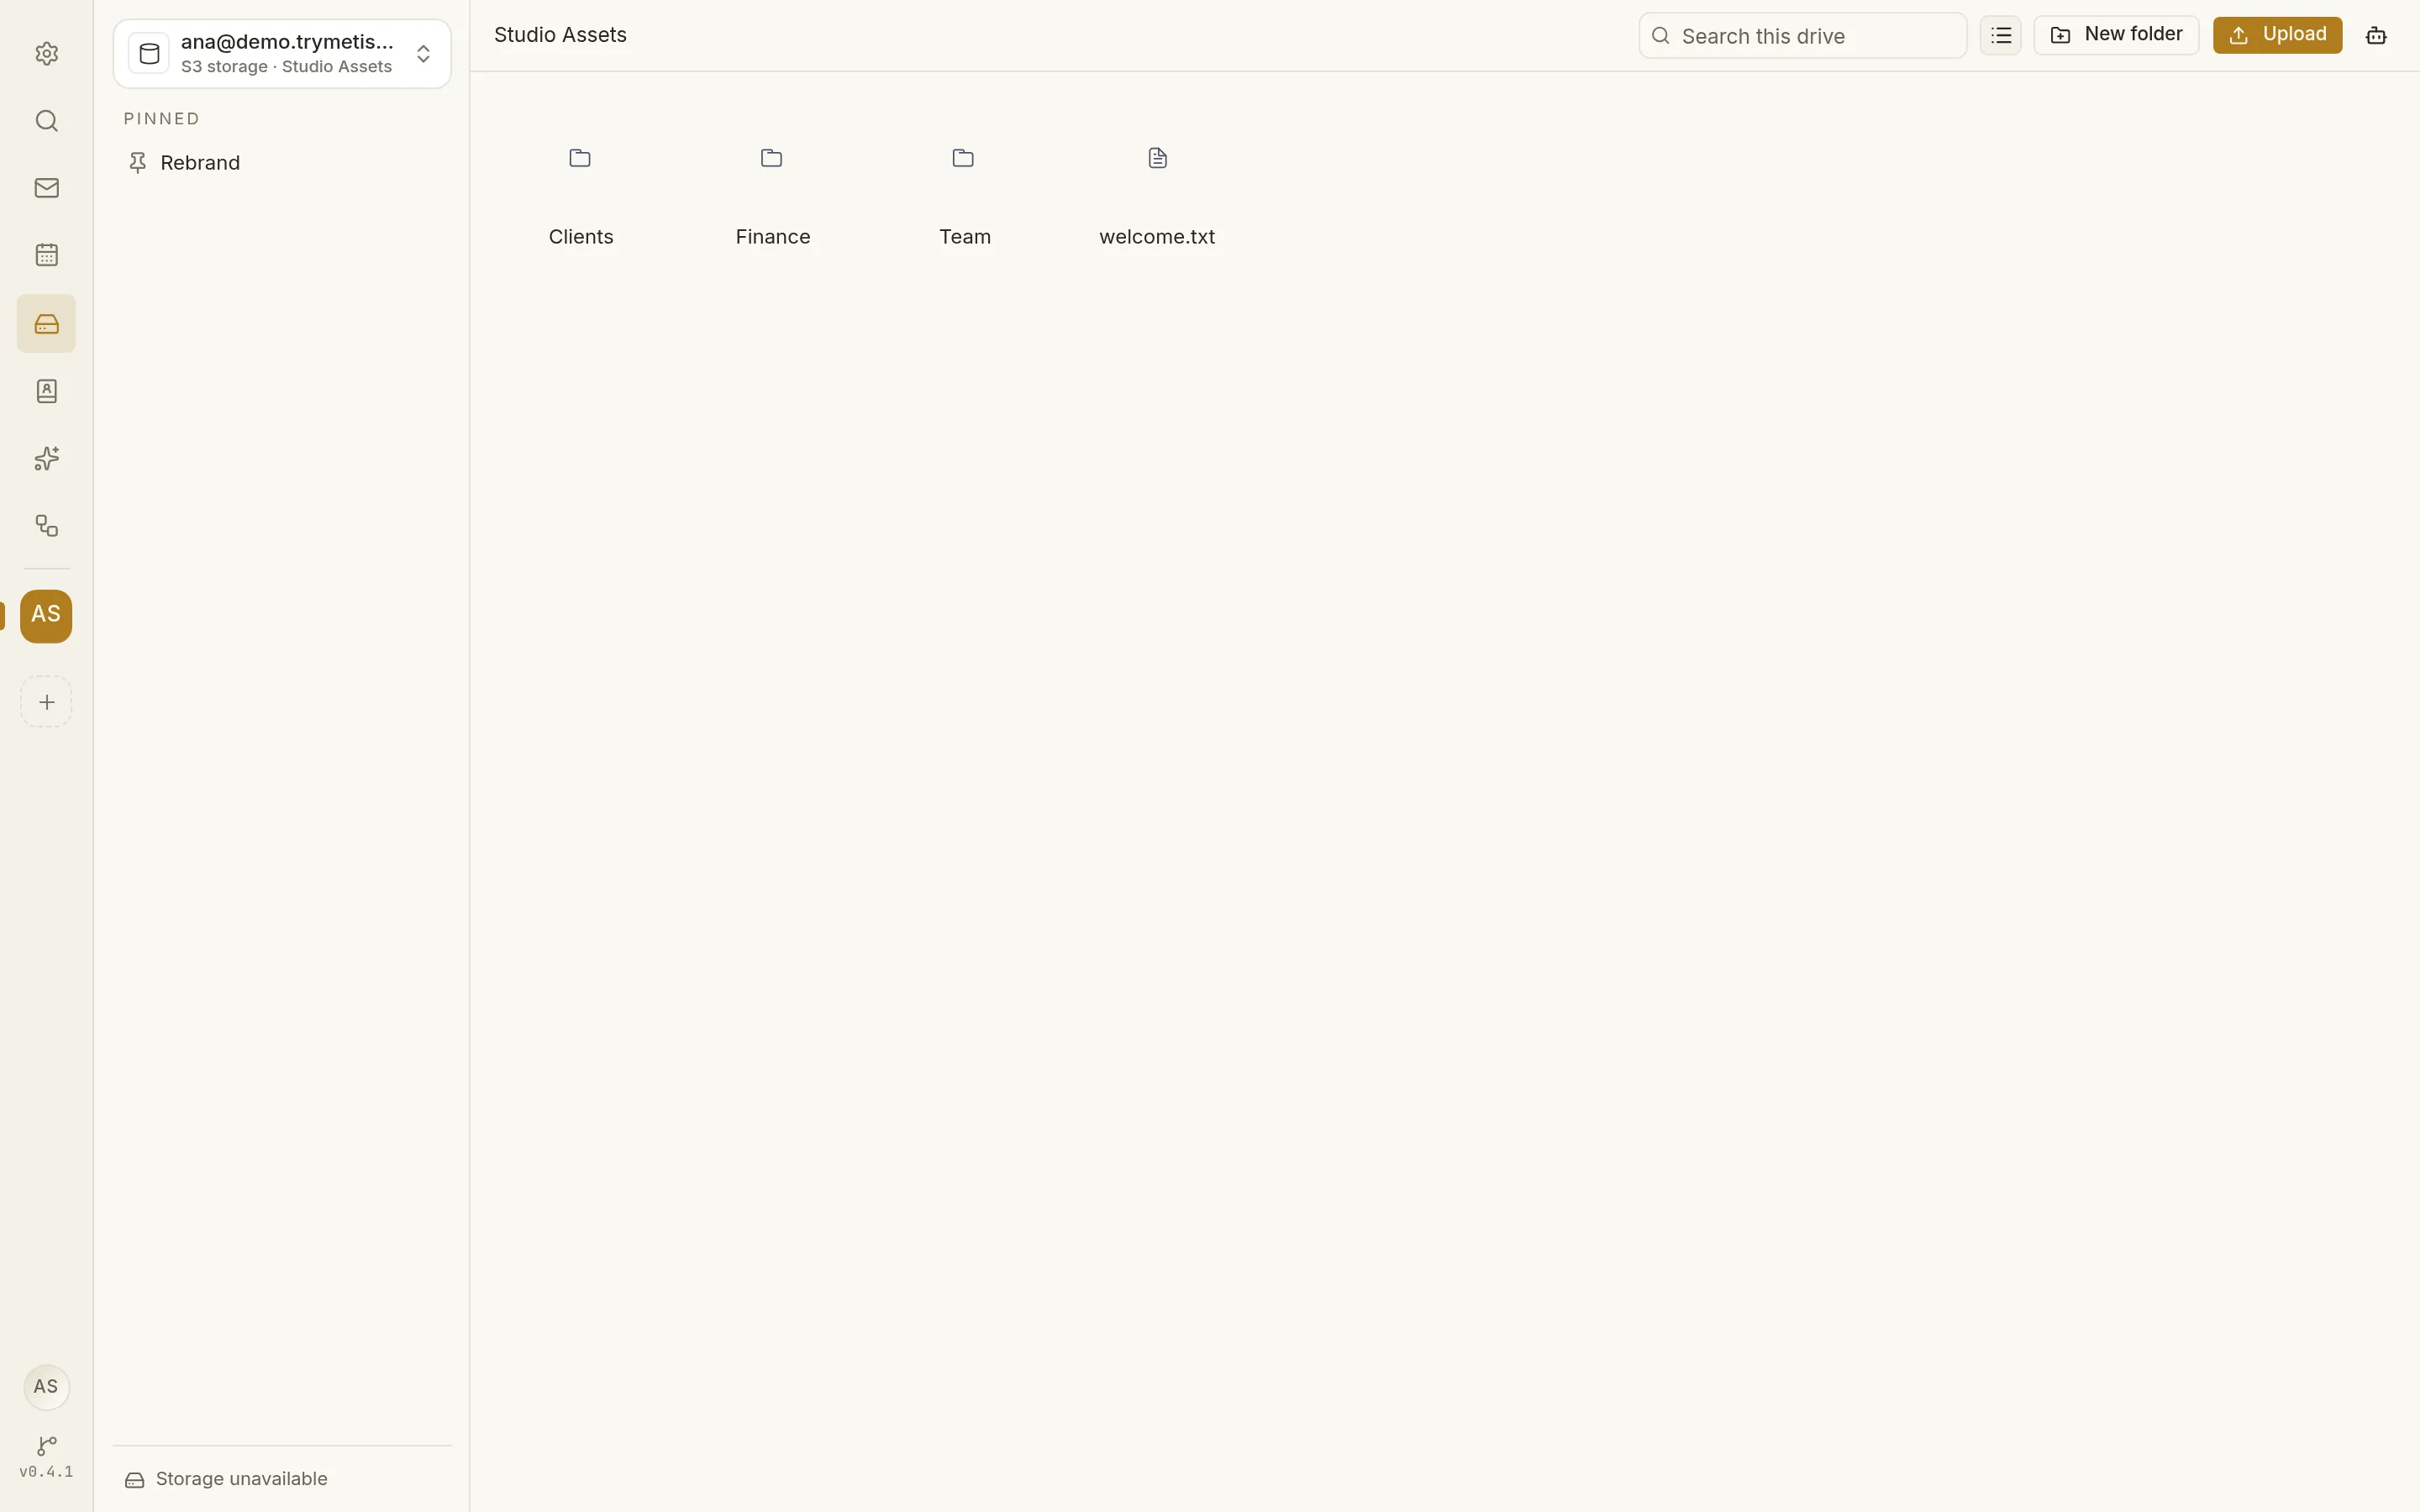 ana@demo.trymetis...
S3 storage · Studio Assets
PINNED
Rebrand
Studio Assets
Search this drive
New folder
Upload
Clients
Finance
Team
welcome.txt
AS
AS
v0.4.1
Storage unavailable